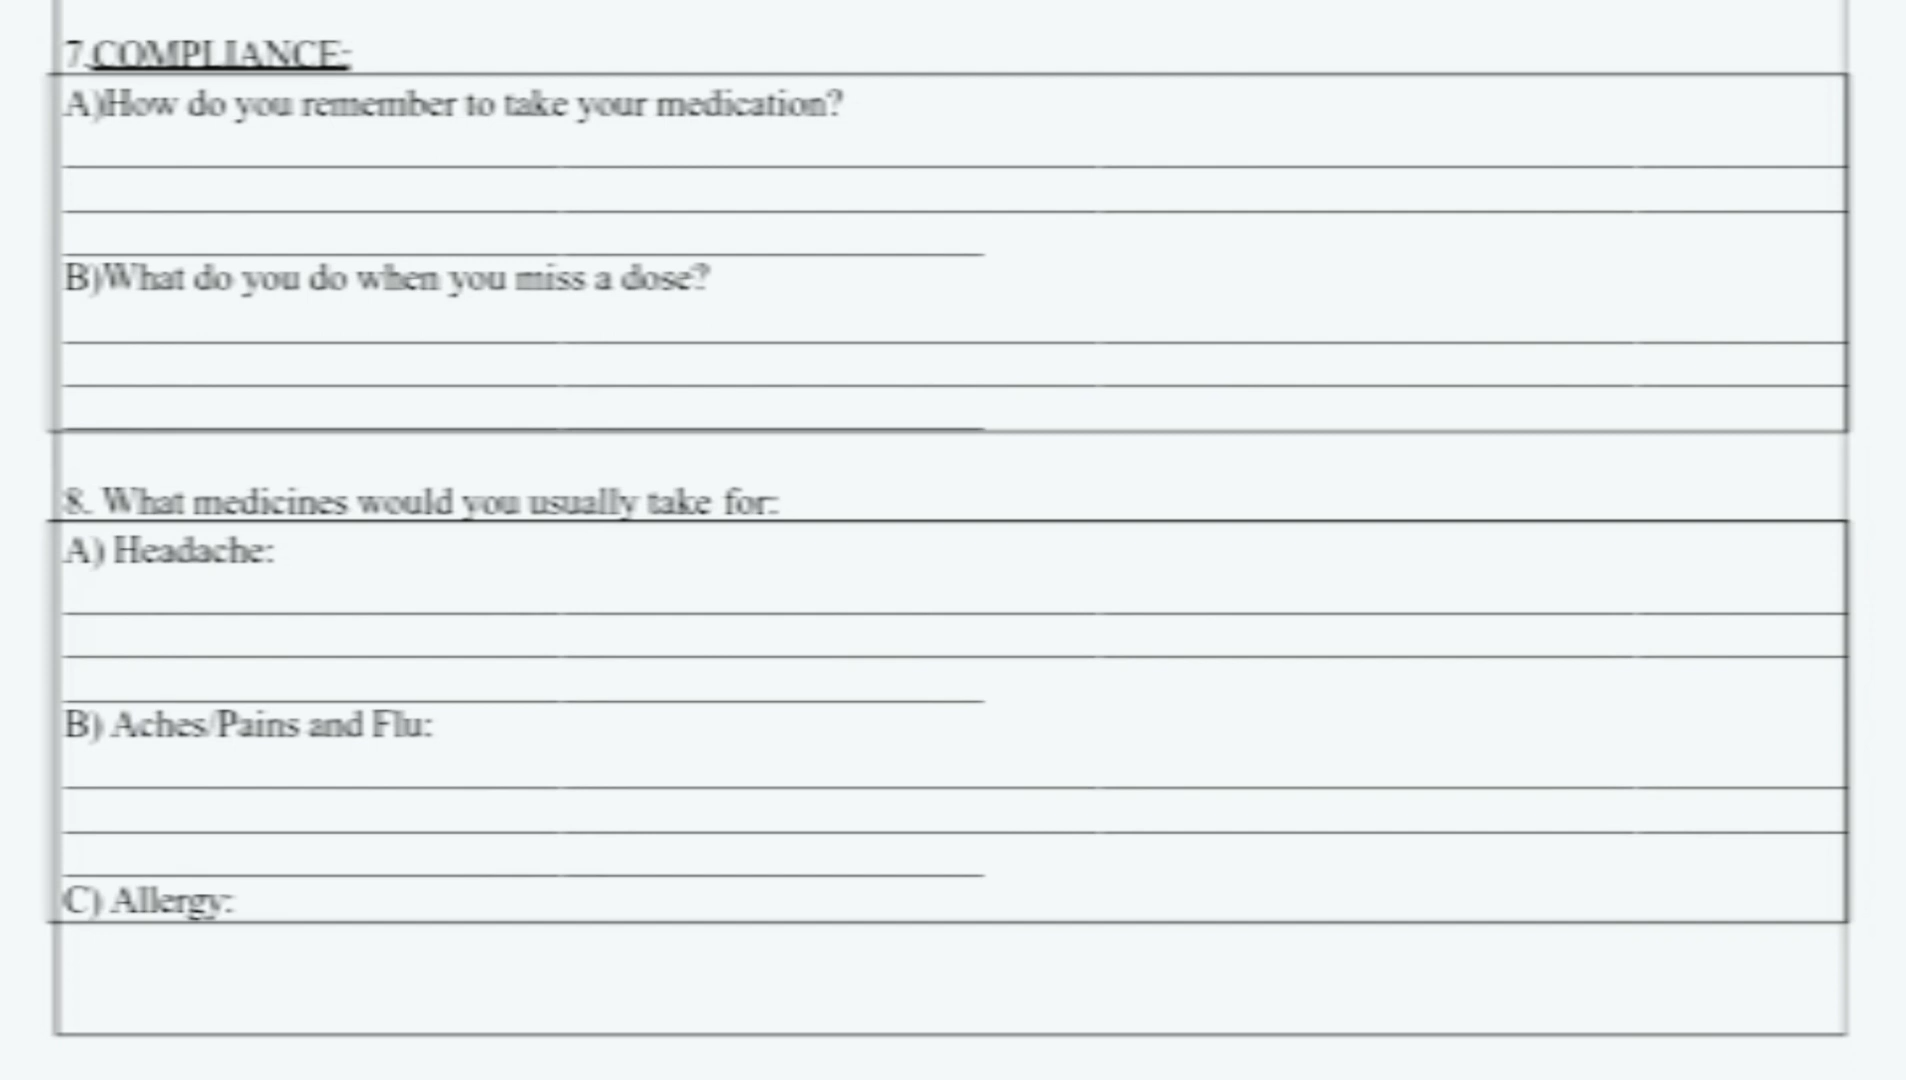 7.COMPLIANCE:
A)How do you remember to take your medication?
B)What do you do when you miss a dose?
8. What medicines would you usually take for:
A) Headache:
B) Aches/Pains and Flu:
C) Allergy: